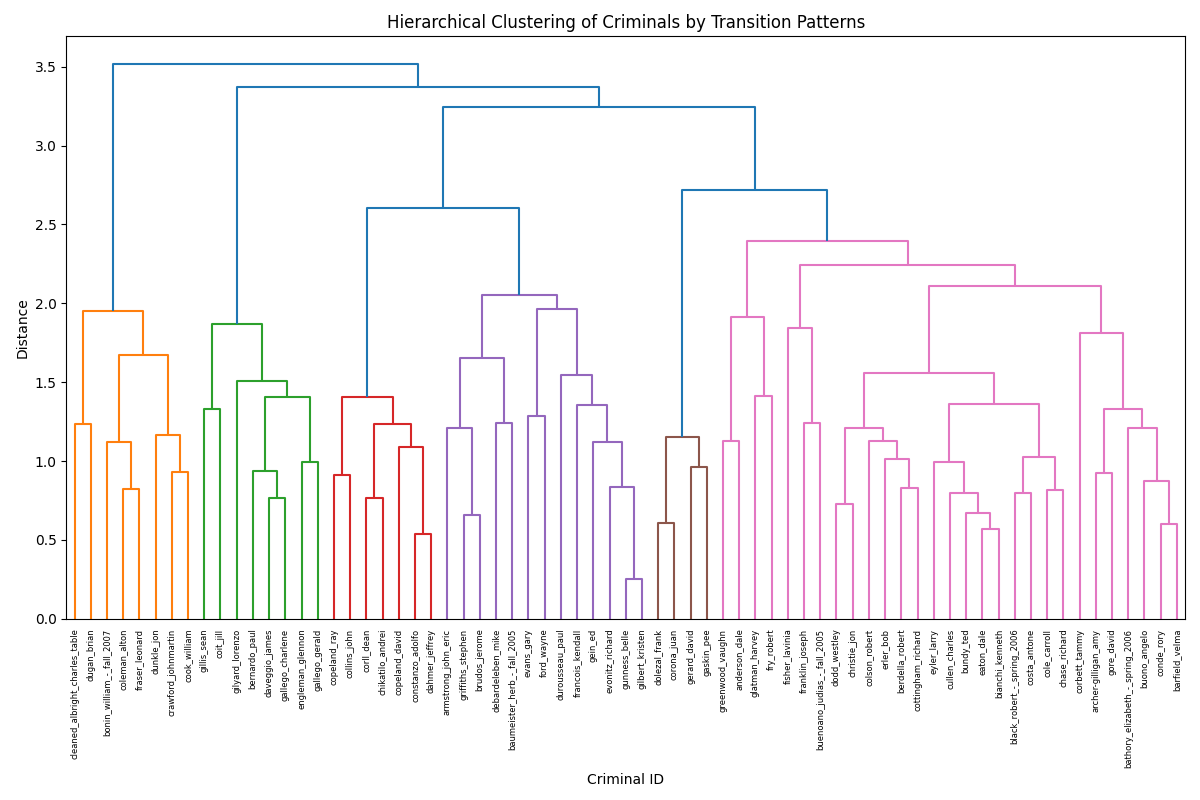 Hierarchical Clustering of Criminals by Transition Patterns
Distance
3.5
3.0
2.5
2.0
1.5
1.0
0.5
0.0
cleaned_albright_charles_table
dugan_brian
bonin_william_-_fall_2007
coleman_alton
fraser_leonard
dunkle_jon
crawford_johnmartin
cook_william
gillis_sean
coit_jill
gilyard_lorenzo
bernardo_paul
daveggio_james
gallego_charlene
engleman_glennon
gallego_gerald
copeland_ray
collins_john
corll_dean
chikatilo_andrei
copeland_david
constanzo_adolfo
dahmer_jeffrey
armstrong_john_eric
griffiths_stephen
brudos_jerome
debardeleben_mike
baumeister_herb_-_fall_2005
evans_gary
ford_wayne
durousseau_paul
francois_kendall
gein_ed
evonitz_richard
gunness_belle
gilbert_kristen
dolezal_frank
corona_juan
gerard_david
gaskin_pee
greenwood_vaughn
anderson_dale
glatman_harvey
fry_robert
fisher_lavinia
franklin_joseph
buenoano_judias_-_fall_2005
dodd_westley
christie_jon
colson_robert
erler_bob
berdella_robert
cottingham_richard
eyler_larry
cullen_charles
bundy_ted
eaton_dale
bianchi_kenneth
black_robert_-_spring_2006
costa_antone
cole_carroll
chase_richard
corbett_tammy
archer-gilligan_amy
gore_david
bathory_elizabeth_-_spring_2006
buono_angelo
conde_rory
barfield_velma
Criminal ID